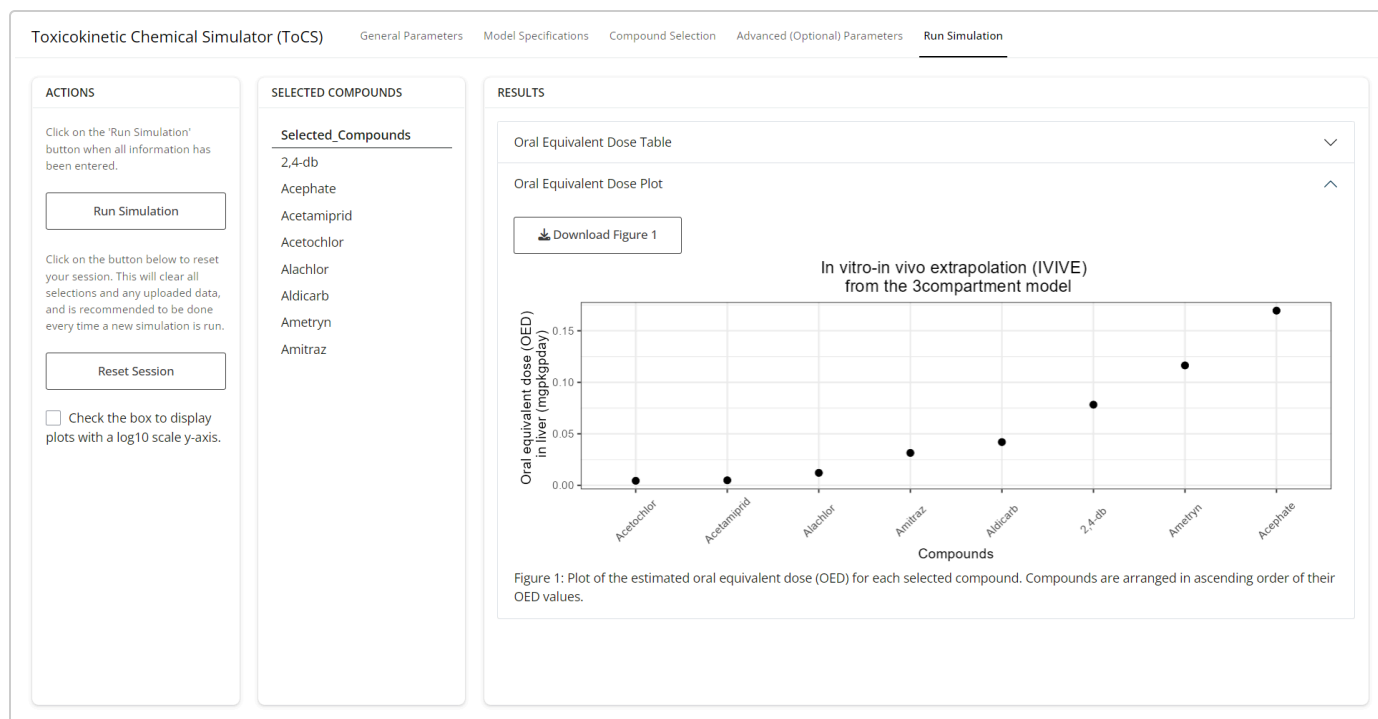 Toxicokinetic Chemical Simulator (ToCS)
General Parameters
Model Specifications
Compound Selection
Advanced (Optional) Parameters
Run Simulation
ACTIONS
Click on the 'Run Simulation'
button when all information has
been entered.
Run Simulation
Click on the button below to reset
your session. This will clear all
selections and any uploaded data,
and is recommended to be done
every time a new simulation is run.
Reset Session
Check the box to display
plots with a log10 scale y-axis.
SELECTED COMPOUNDS
Selected_Compounds
2,4-db
Acephate
Acetamiprid
Acetochlor
Alachlor
Aldicarb
Ametryn
Amitraz
RESULTS
Oral Equivalent Dose Table
Oral Equivalent Dose Plot
Download Figure 1
In vitro-in vivo extrapolation (IVIVE)
from the 3compartment model
Oral equivalent dose (OED)
in liver (mgpkgpday)
0.15
0.10
0.05
0.00
Acetochlor
Acetamiprid
Alachlor
Amitraz
Aldicarb
2,4-db
Ametryn
Acephate
Compounds
Figure 1: Plot of the estimated oral equivalent dose (OED) for each selected compound. Compounds are arranged in ascending order of their
OED values.